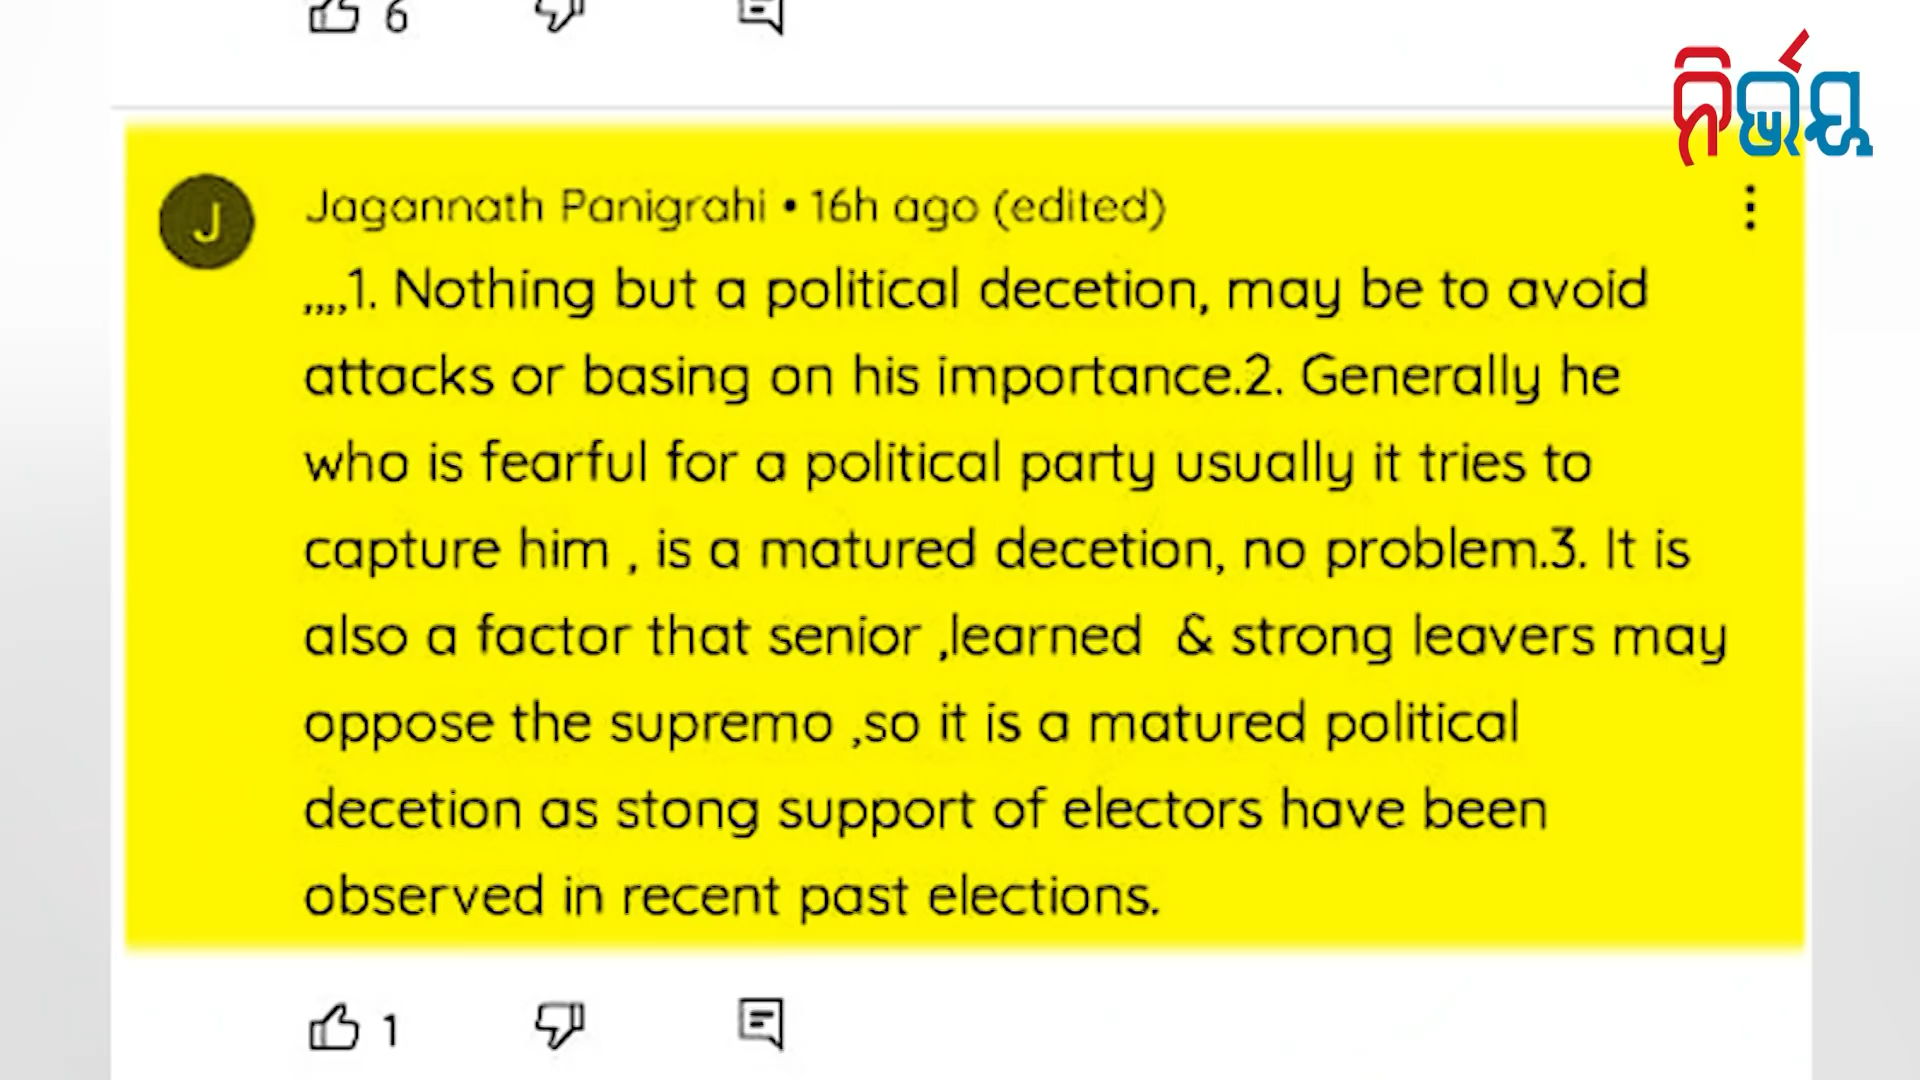 6
ନିର୍ଭୟ
Jagannath Panigrahi • 16h ago (edited)
,,,,1. Nothing but a political decetion, may be to avoid
attacks or basing on his importance.2. Generally he
who is fearful for a political party usually it tries to
capture him , is a matured decetion, no problem.3. It is
also a factor that senior ,learned & strong leavers may
oppose the supremo ,so it is a matured political
decetion as stong support of electors have been
observed in recent past elections.
1